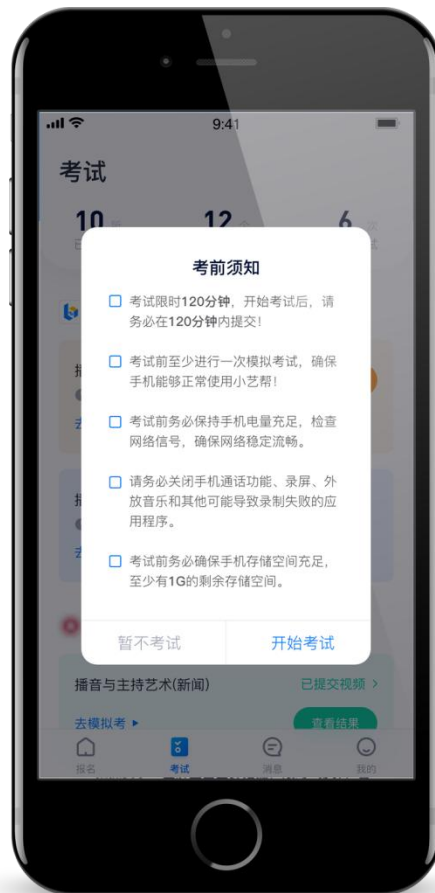 9:41
考试
10
12
6
考前须知
考试限时120分钟，开始考试后，请
务必在120分钟内提交！
考试前至少进行一次模拟考试，确保
手机能够正常使用小艺帮！
考试前务必保持手机电量充足，检查
网络信号，确保网络稳定流畅。
请务必关闭手机通话功能、录屏、外
放音乐和其他可能导致录制失败的应
用程序。
考试前务必确保手机存储空间充足，
至少有1G的剩余存储空间。
暂不考试
开始考试
播音与主持艺术(新闻)
已提交视频 >
去模拟考
查看结果
报名
考试
消息
我的